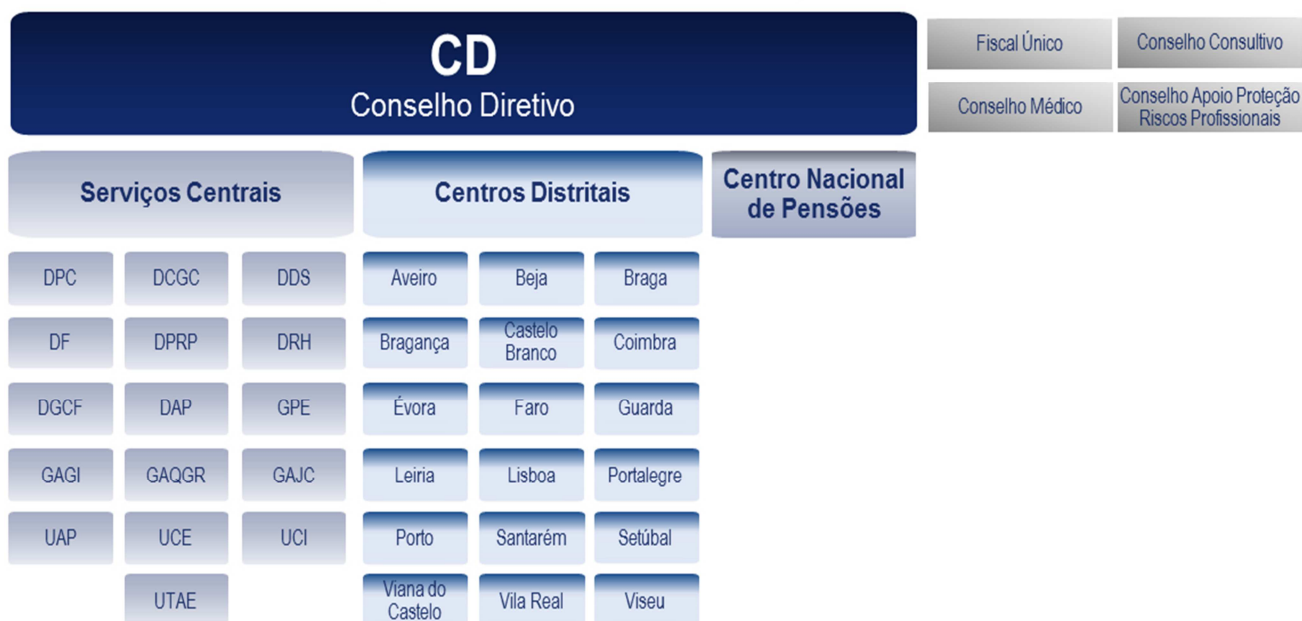 CD
Conselho Diretivo
Fiscal Único
Conselho Consultivo
Conselho Médico
Conselho Apoio Proteção
Riscos Profissionais
Serviços Centrais
Centros Distritais
Centro Nacional
de Pensões
DPC
DCGC
DDS
DF
DPRP
DRH
DGCF
DAP
GPE
GAGI
GAQGR
GAJC
UAP
UCE
UCI
UTAE
Aveiro
Beja
Braga
Bragança
Castelo
Branco
Coimbra
Évora
Faro
Guarda
Leiria
Lisboa
Portalegre
Porto
Santarém
Setúbal
Viana do
Castelo
Vila Real
Viseu